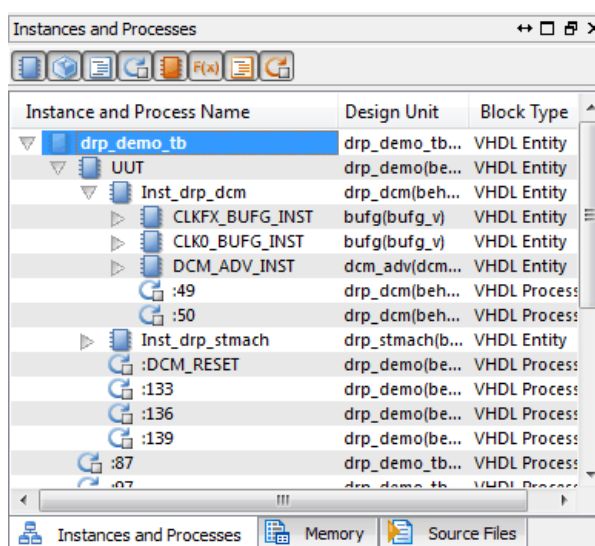 Instances and Processes
F(x)
Instance and Process Name Design Unit Block Type
drp_demo_tb drp_demo_tb... VHDL Entity
UUT drp_demo(be... VHDL Entity
Inst_drp_dcm drp_dcm(beh... VHDL Entity
CLKFX_BUFG_INST bufg(bufg_v) VHDL Entity
CLK0_BUFG_INST bufg(bufg_v) VHDL Entity
DCM_ADV_INST dcm_adv(dcm... VHDL Entity
:49 drp_dcm(beh... VHDL Process
:50 drp_dcm(beh... VHDL Process
Inst_drp_stmach drp_stmach(b... VHDL Entity
:DCM_RESET drp_demo(be... VHDL Process
:133 drp_demo(be... VHDL Process
:136 drp_demo(be... VHDL Process
:139 drp_demo(be... VHDL Process
:87 drp_demo_tb... VHDL Process
:97 drp_demo_tb... VHDL Process
Instances and Processes Memory Source Files